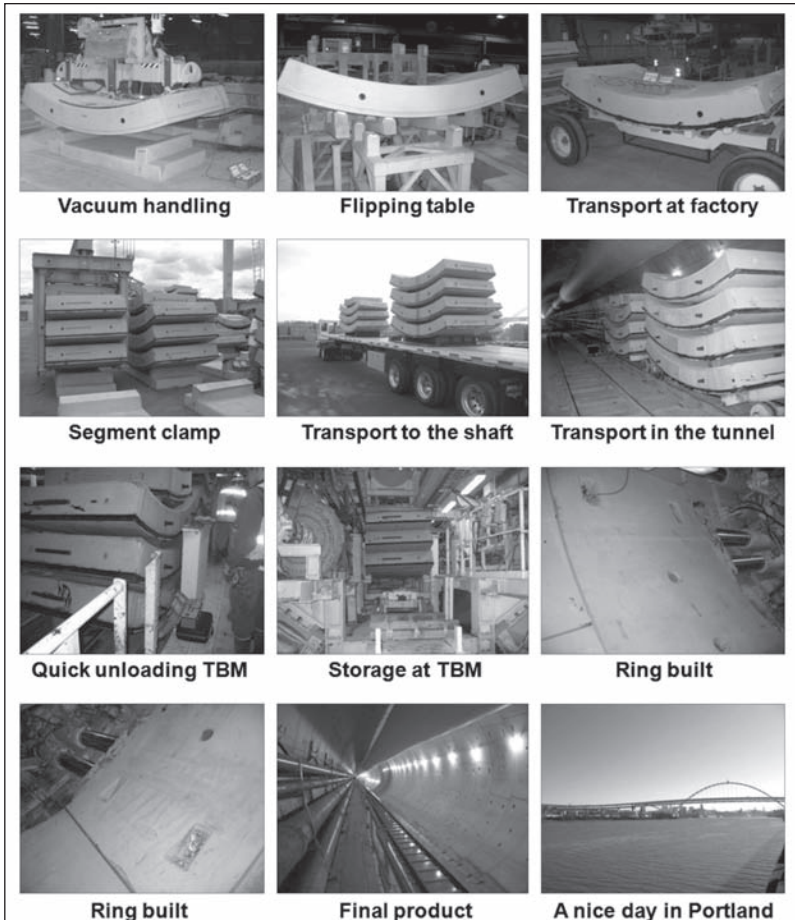 Vacuum handling
Flipping table
Transport at factory
Segment clamp
Transport to the shaft
Transport in the tunnel
Quick unloading TBM
Storage at TBM
Ring built
Ring built
Final product
A nice day in Portland